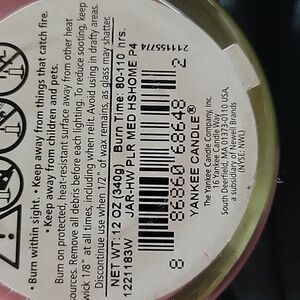 • Burn within sight. • Keep away from things that catch fire.
• Keep away from children and pets.
Burn on protected, heat-resistant surface away from other heat
sources. Remove all debris before each lighting. To reduce sooting, keep
wick 1/8" at all times, including when relit. Avoid using in drafty areas.
Discontinue use when 1/2" of wax remains, as glass may shatter.
NET WT: 12 OZ (340g) Burn Time: 80-110 hrs.
1221183W JAR-HW PLR MED HSHOME P4
8 86860 68648 2
YANKEE CANDLE®
The Yankee Candle Company, Inc
16 Yankee Candle Way
South Deerfield, MA 01373-0110 USA,
a subsidiary of Newell Brands
(NYSE: NWL)